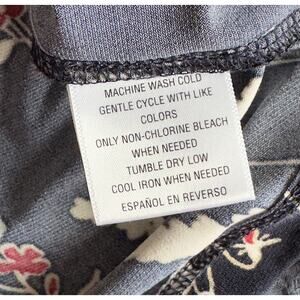 MACHINE WASH COLD
GENTLE CYCLE WITH LIKE
COLORS
ONLY NON-CHLORINE BLEACH
WHEN NEEDED
TUMBLE DRY LOW
COOL IRON WHEN NEEDED
ESPAÑOL EN REVERSO